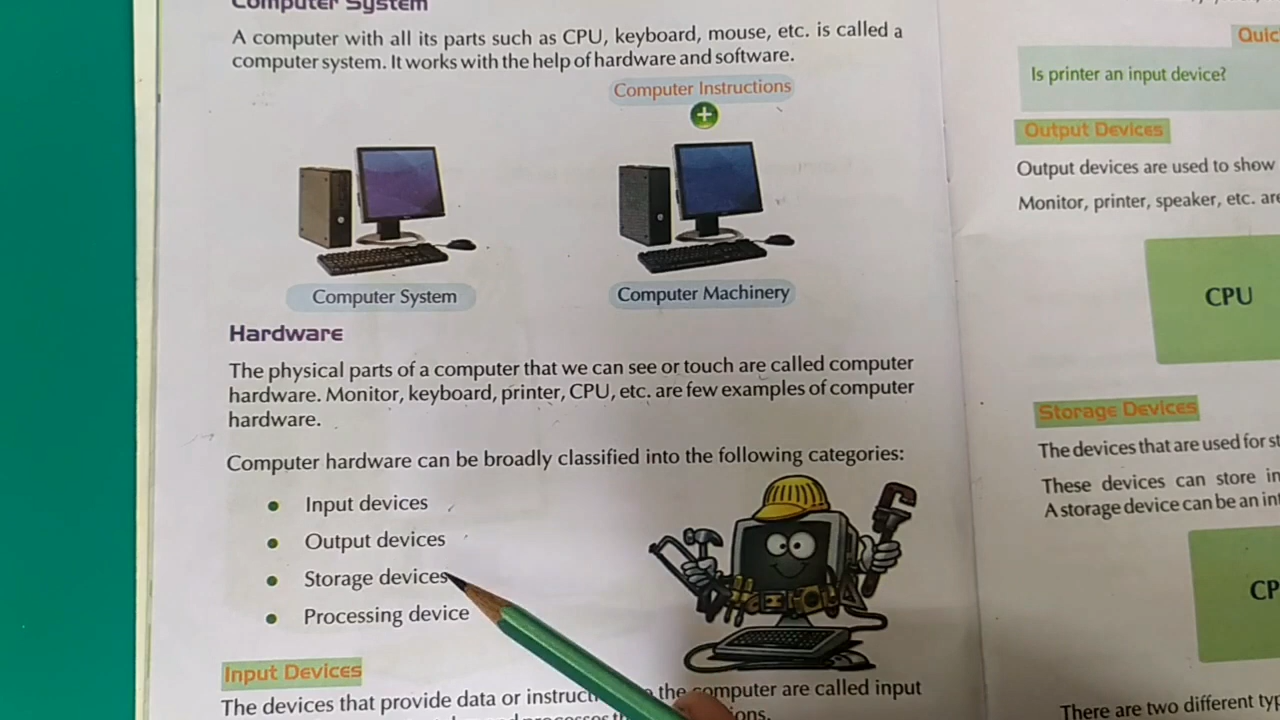 Computer System
A computer with all its parts such as CPU, keyboard, mouse, etc. is called a
computer system. It works with the help of hardware and software.
Computer Instructions
+
Computer System
Computer Machinery
Hardware
The physical parts of a computer that we can see or touch are called computer
hardware. Monitor, keyboard, printer, CPU, etc. are few examples of computer
hardware.
Computer hardware can be broadly classified into the following categories:
• Input devices
• Output devices
• Storage devices
• Processing device
Input Devices
The devices that provide data or the computer are called input
Is printer an input device?
Output Devices
Output devices are used to show
Monitor, printer, speaker, etc. are
CPU
Storage Devices
The devices that are used for
These devices can store
A storage device can be an
There are two different